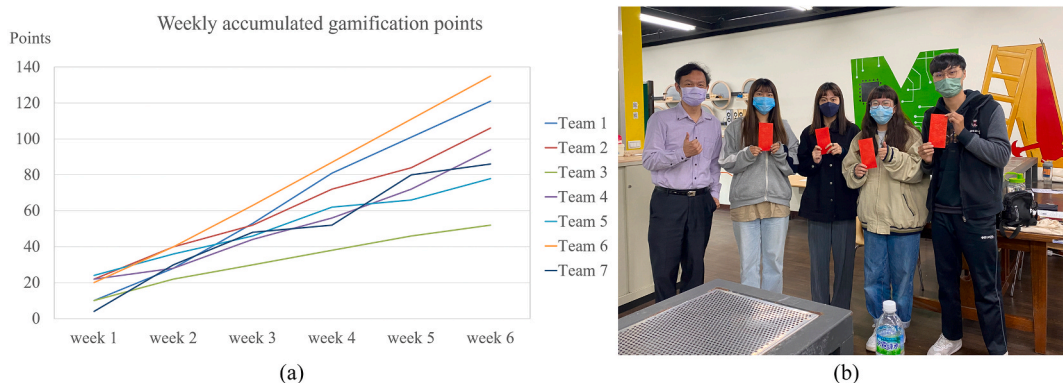 Weekly accumulated gamification points
Points
140
120
100
80
60
40
20
0
week 1 week 2 week 3 week 4 week 5 week 6
Team 1
Team 2
Team 3
Team 4
Team 5
Team 6
Team 7
(a)
(b)